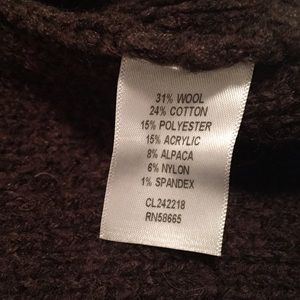 31% WOOL
24% COTTON
15% POLYESTER
15% ACRYLIC
8% ALPACA
6% NYLON
1% SPANDEX
CL242218
RN58665